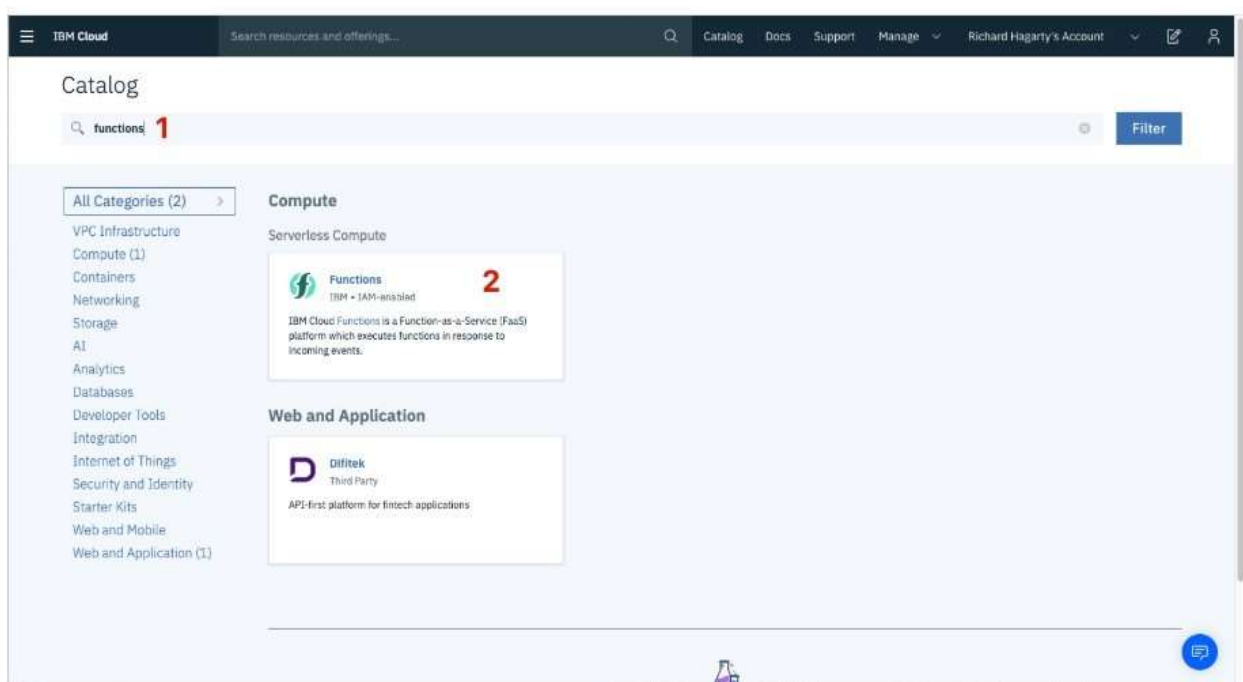 IBM Cloud
Search resources and offerings...
Catalog
Docs
Support
Manage
Richard Hagarty's Account
Catalog
functions 1
Filter
All Categories (2)
VPC Infrastructure
Compute (1)
Containers
Networking
Storage
AI
Analytics
Databases
Developer Tools
Integration
Internet of Things
Security and Identity
Starter Kits
Web and Mobile
Web and Application (1)
Compute
Serverless Compute
Functions 2
IBM • IAM-enabled
IBM Cloud Functions is a Function-as-a-Service (FaaS)
platform which executes functions in response to
incoming events.
Web and Application
D
Difitek
Third Party
API-first platform for fintech applications